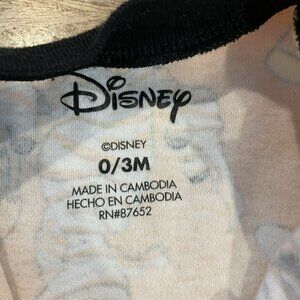 Disney
©DISNEY
0/3M
MADE IN CAMBODIA
HECHO EN CAMBODIA
RN#87652